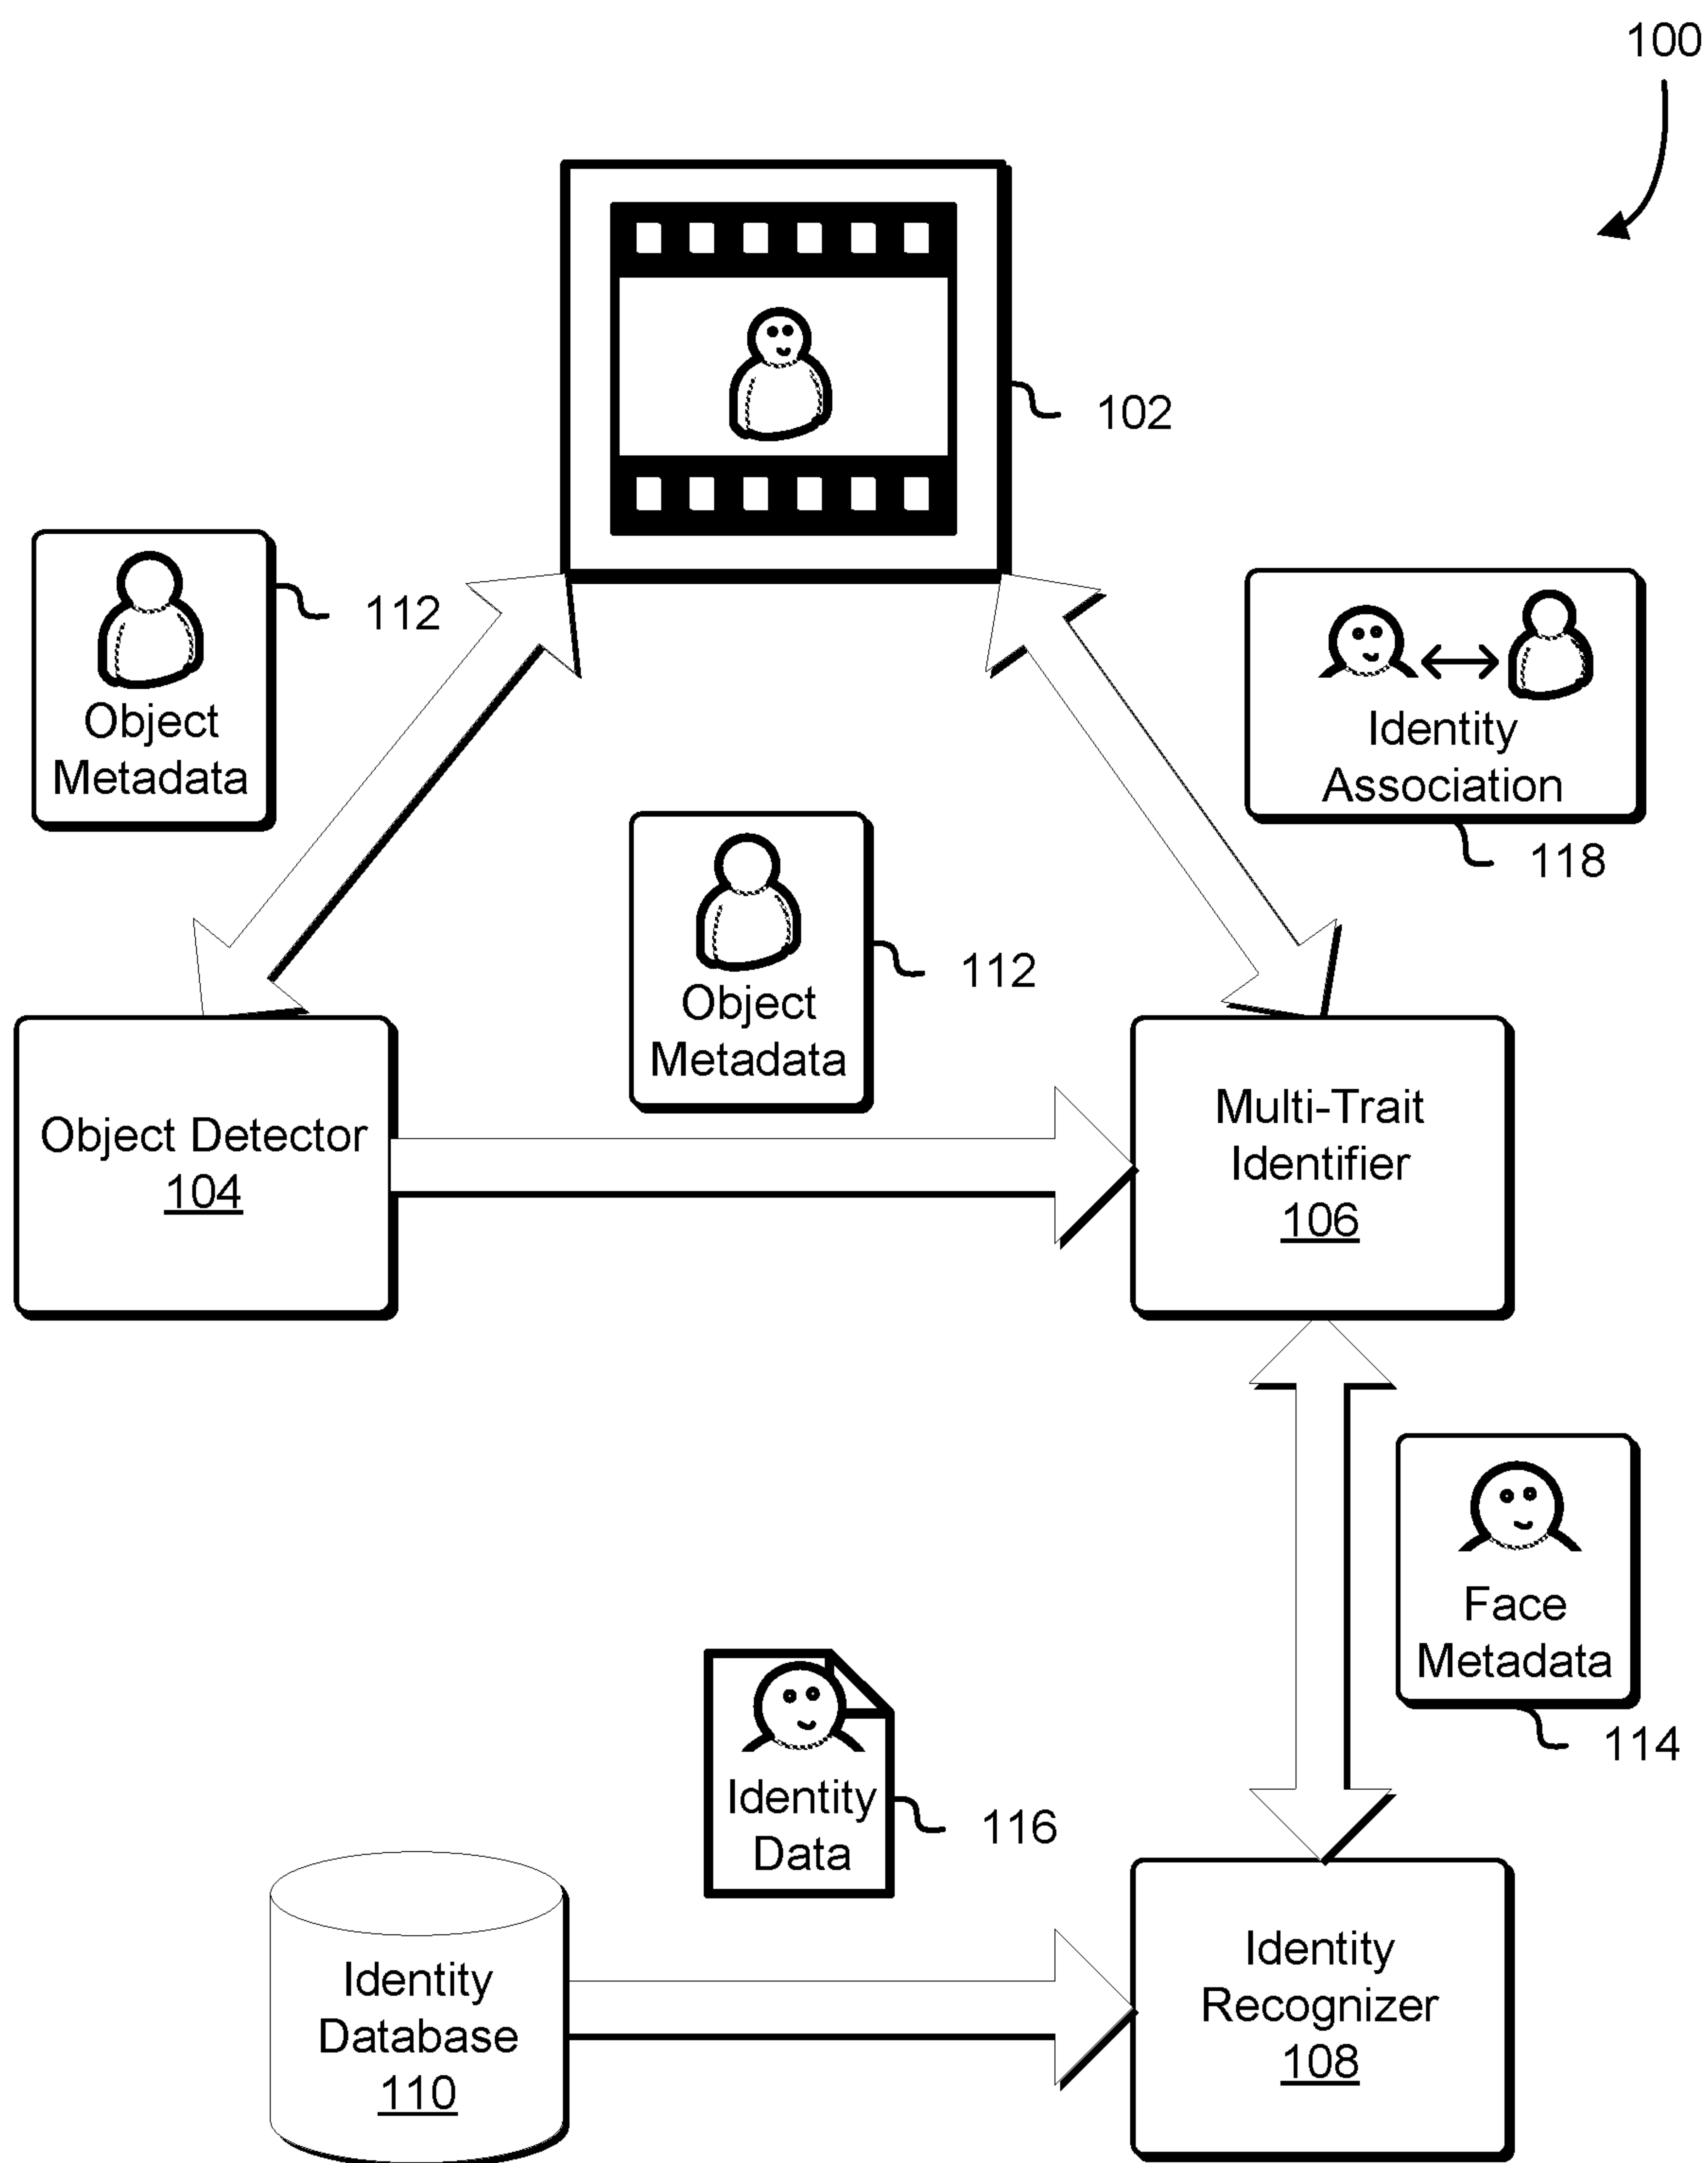 100
102
Object
Metadata
112
Identity
Association
118
Object
Metadata
112
Object Detector
104
Multi-Trait
Identifier
106
Face
Metadata
114
Identity
Data
116
Identity
Database
110
Identity
Recognizer
108